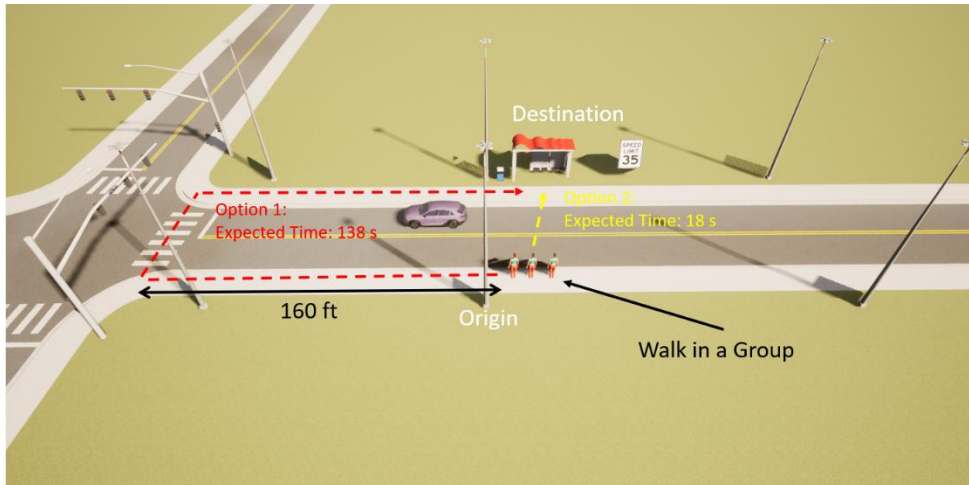 Destination
SPEED
LIMIT
35
Option 1:
Expected Time: 138 s
Option 2:
Expected Time: 18 s
160 ft
Origin
Walk in a Group